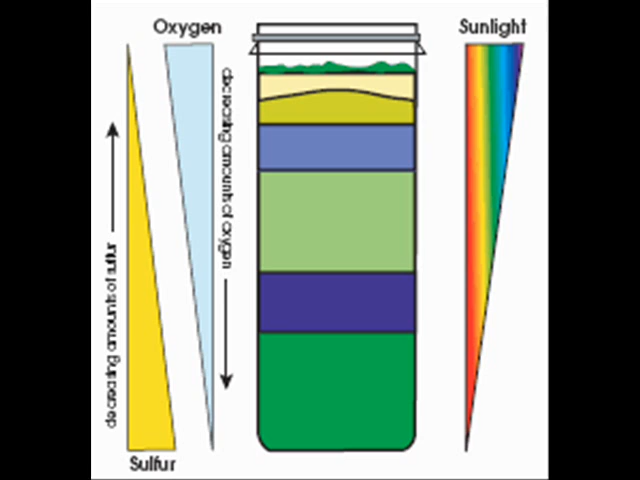 Oxygen
Sunlight
decreasing amounts of oxygen
decreasing amounts of sulfur
Sulfur